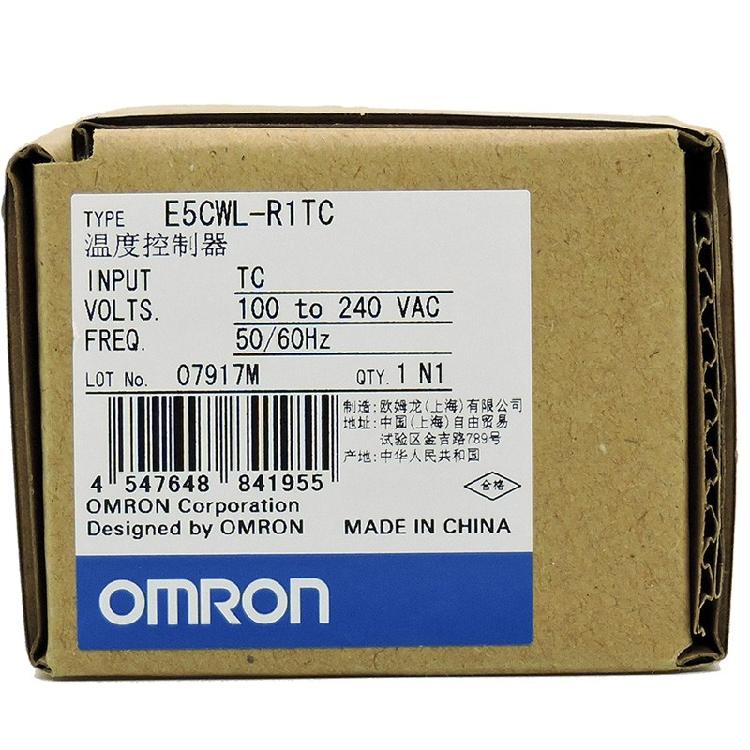 TYPE E5CWL-R1TC
温度控制器
INPUT TC
VOLTS. 100 to 240 VAC
FREQ. 50/60Hz
LOT No. 07917M QTY. 1 N1
制造: 欧姆龙(上海)有限公司
地址: 中国(上海)自由贸易
试验区金吉路789号
产地: 中华人民共和国
4 547648 841955
合格
OMRON Corporation
Designed by OMRON MADE IN CHINA
OMRON